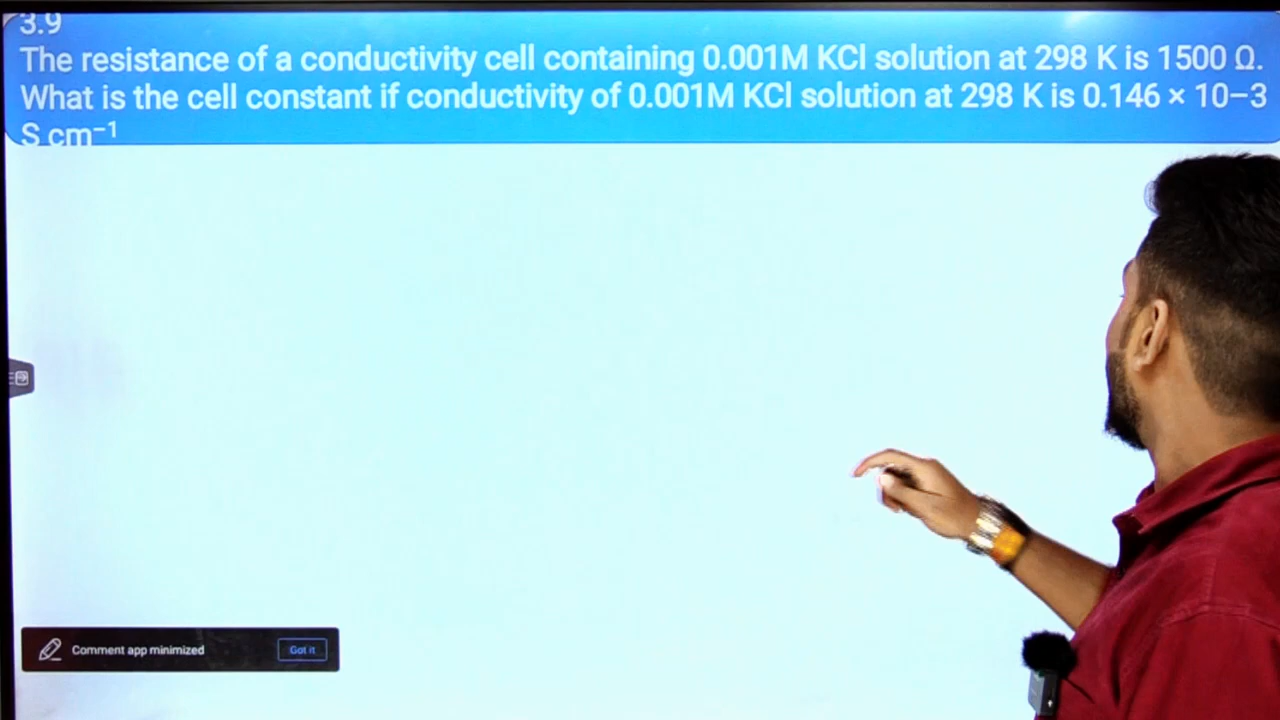 3.9
The resistance of a conductivity cell containing 0.001M KCl solution at 298 K is 1500 Ω.
What is the cell constant if conductivity of 0.001M KCl solution at 298 K is 0.146 × 10–3
S cm⁻¹
Comment app minimized
Got it